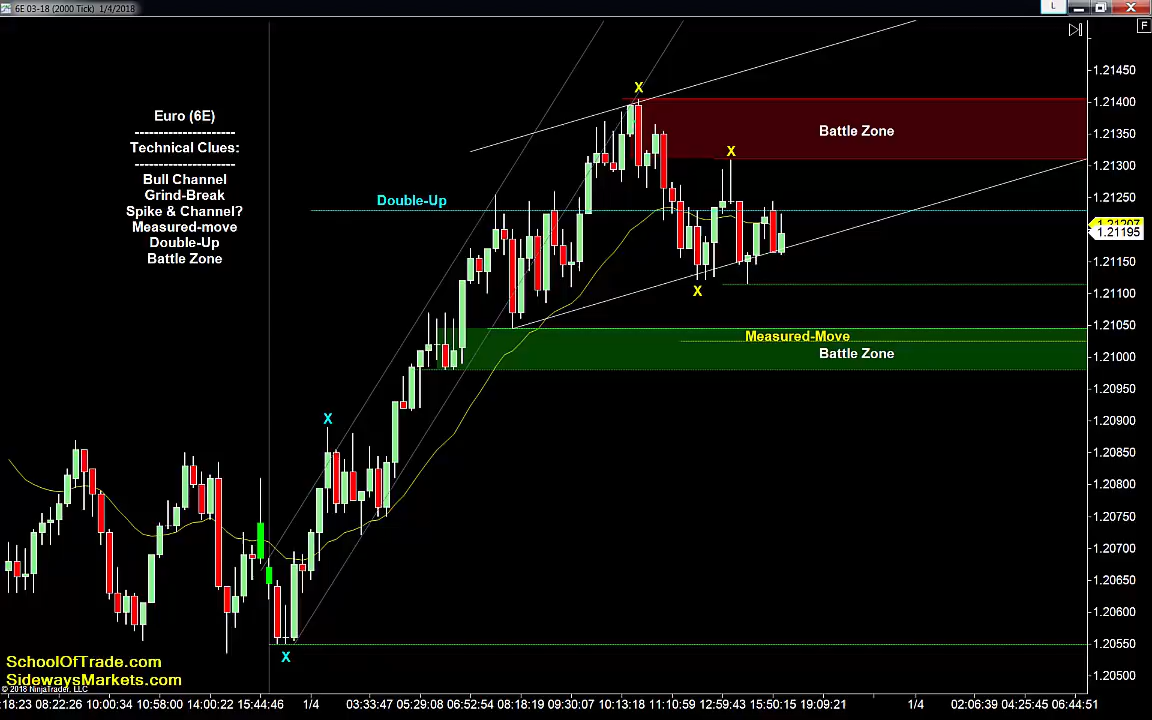 6E 03-18 (2000 Tick) 1/4/2018
L
X
F
Euro (6E)
---------------------
Technical Clues:
---------------------
Bull Channel
Grind-Break
Spike & Channel?
Measured-move
Double-Up
Battle Zone
Double-Up
X
X
X
X
X
Battle Zone
Measured-Move
Battle Zone
1.21450
1.21400
1.21350
1.21300
1.21250
1.21207
1.21195
1.21150
1.21100
1.21050
1.21000
1.20950
1.20900
1.20850
1.20800
1.20750
1.20700
1.20650
1.20600
1.20550
1.20500
SchoolOfTrade.com
SidewaysMarkets.com
© 2018 NinjaTrader, LLC
:18:23 08:22:26 10:00:34 10:58:00 14:00:22 15:44:46 1/4 03:33:47 05:29:08 06:52:54 08:18:19 09:30:07 10:13:18 11:10:59 12:59:43 15:50:15 19:09:21 1/4 02:06:39 04:25:45 06:44:51